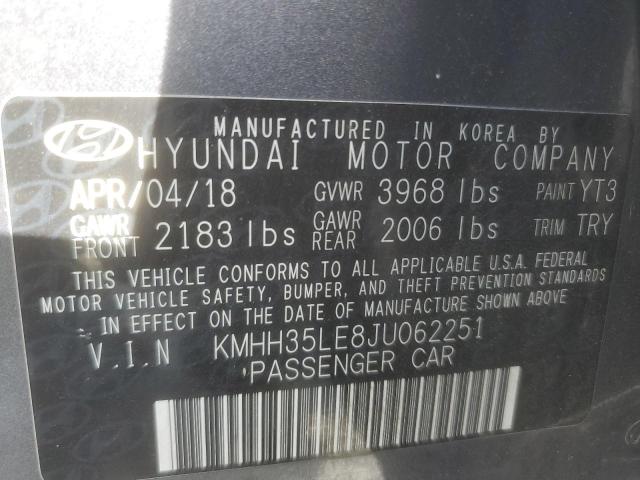 MANUFACTURED IN KOREA BY
HYUNDAI MOTOR COMPANY
APR/04/18 GVWR 3968 lbs PAINT YT3
GAWR FRONT 2183 lbs GAWR REAR 2006 lbs TRIM TRY
THIS VEHICLE CONFORMS TO ALL APPLICABLE U.S.A. FEDERAL
MOTOR VEHICLE SAFETY, BUMPER, AND THEFT PREVENTION STANDARDS
IN EFFECT ON THE DATE OF MANUFACTURE SHOWN ABOVE
V.I.N KMHH35LE8JU062251
PASSENGER CAR